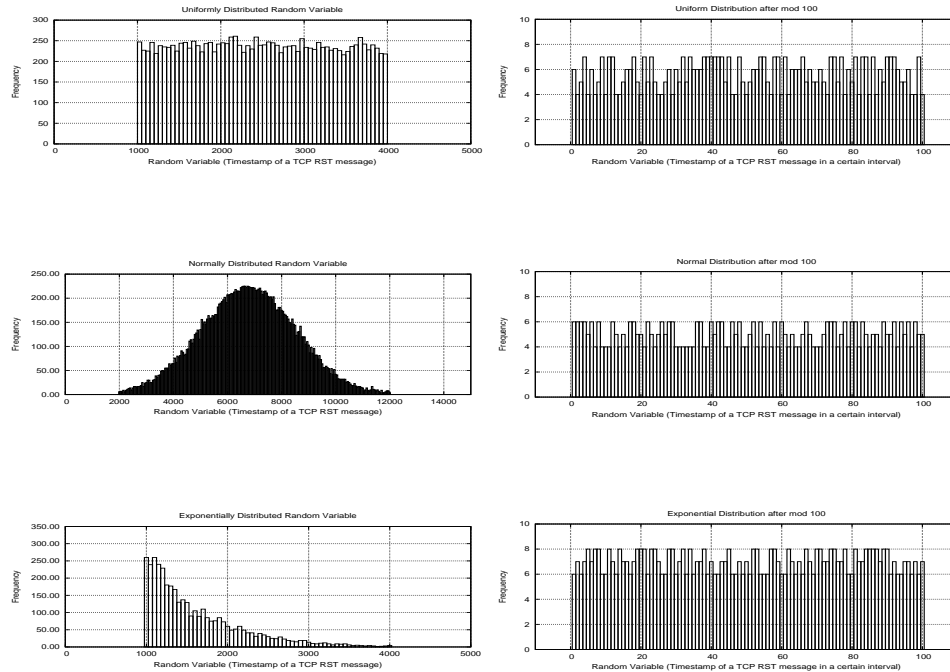 Uniformly Distributed Random Variable
300
250
200
150
100
50
0
Frequency
0 1000 2000 3000 4000 5000
Random Variable (Timestamp of a TCP RST message)
Uniform Distribution after mod 100
10
8
6
4
2
0
Frequency
0 20 40 60 80 100
Random Variable (Timestamp of a TCP RST message in a certain interval)
Normally Distributed Random Variable
250.00
200.00
150.00
100.00
50.00
0.00
Frequency
0 2000 4000 6000 8000 10000 12000 14000
Random Variable (Timestamp of a TCP RST message)
Normal Distribution after mod 100
10
8
6
4
2
0
Frequency
0 20 40 60 80 100
Random Variable (Timestamp of a TCP RST message in a certain interval)
Exponentially Distributed Random Variable
350.00
300.00
250.00
200.00
150.00
100.00
50.00
0.00
Frequency
0 1000 2000 3000 4000 5000
Random Variable (Timestamp of a TCP RST message)
Exponential Distribution after mod 100
10
8
6
4
2
0
Frequency
0 20 40 60 80 100
Random Variable (Timestamp of a TCP RST message in a certain interval)